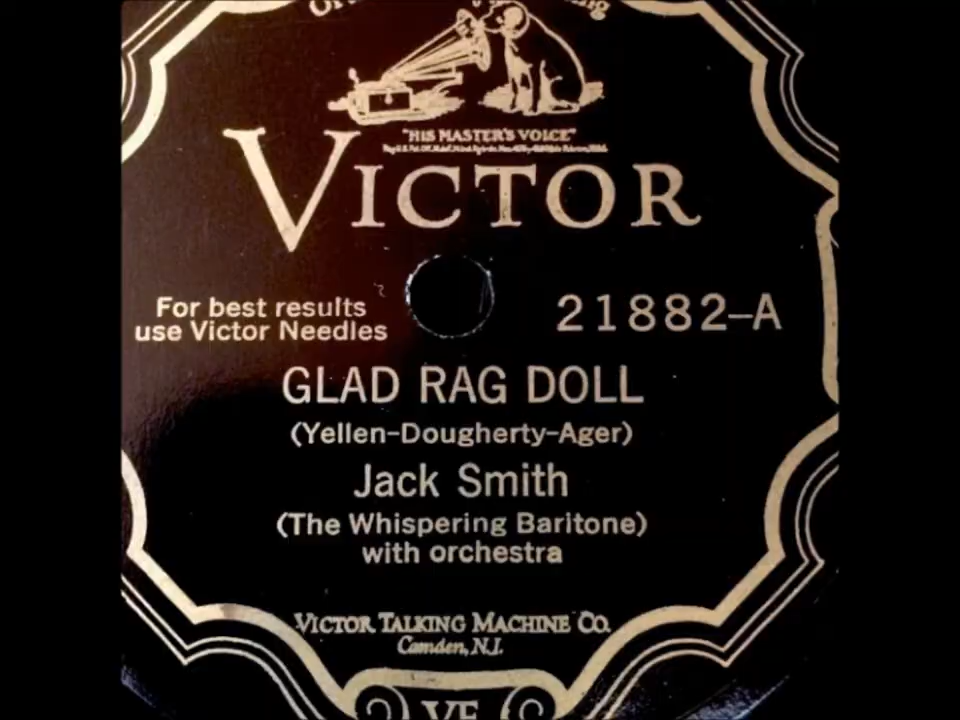 "HIS MASTER'S VOICE"
VICTOR
For best results
use Victor Needles
21882-A
GLAD RAG DOLL
(Yellen-Dougherty-Ager)
Jack Smith
(The Whispering Baritone)
with orchestra
VICTOR TALKING MACHINE CO.
Camden, N.J.
VE